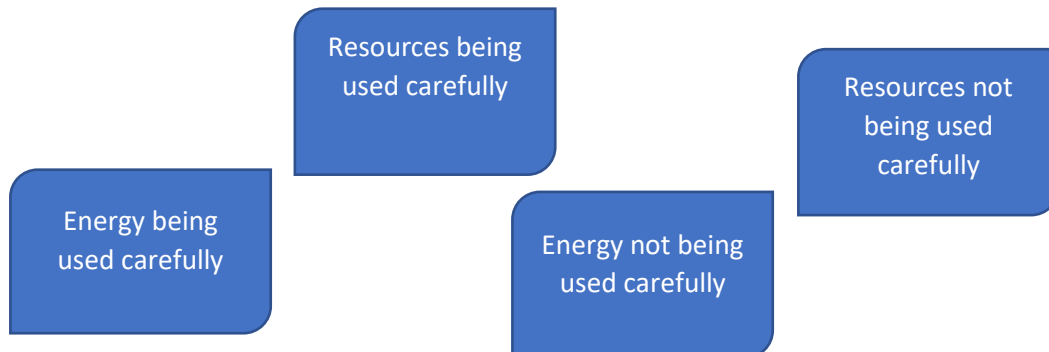 Resources being
used carefully
Resources not
being used
carefully
Energy being
used carefully
Energy not being
used carefully